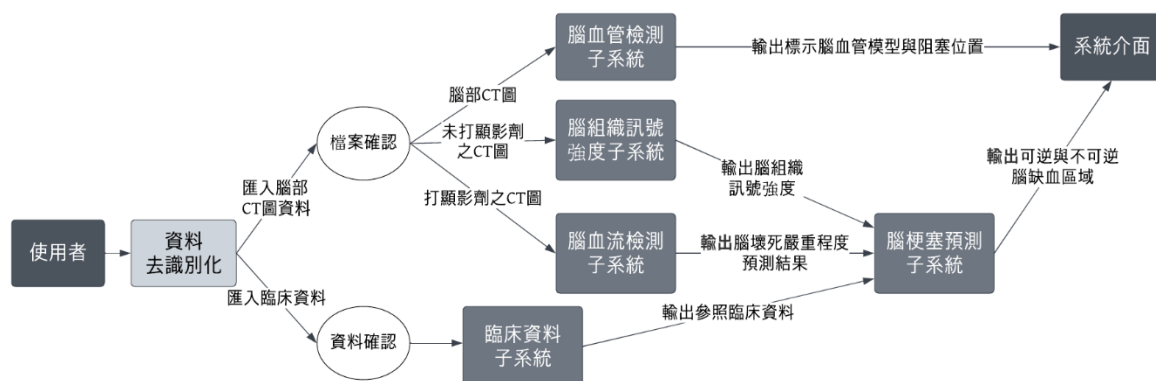 使用者
資料
去識別化
匯入腦部
CT圖資料
匯入臨床資料
檔案確認
資料確認
腦部CT圖
未打顯影劑
之CT圖
打顯影劑之CT圖
腦血管檢測
子系統
腦組織訊號
強度子系統
腦血流檢測
子系統
臨床資料
子系統
輸出標示腦血管模型與阻塞位置
輸出腦組織
訊號強度
輸出腦壞死嚴重程度
預測結果
輸出參照臨床資料
腦梗塞預測
子系統
輸出可逆與不可逆
腦缺血區域
系統介面